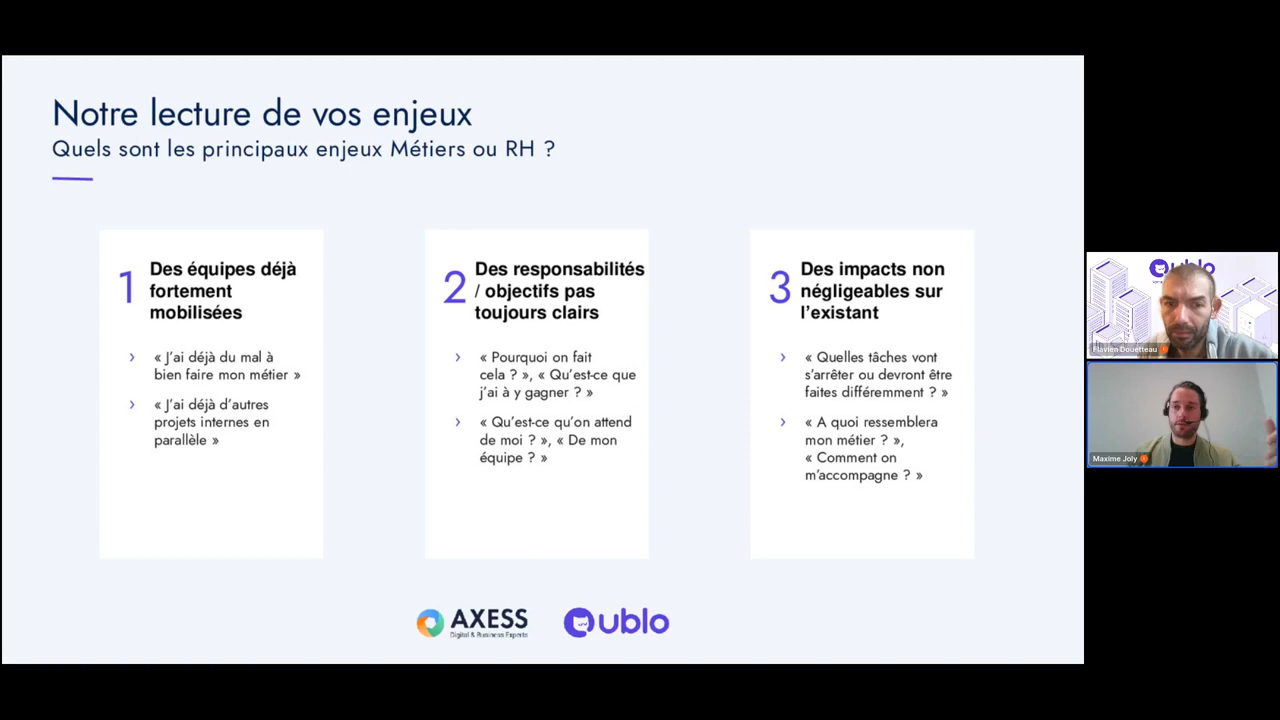 Notre lecture de vos enjeux
Quels sont les principaux enjeux Métiers ou RH ?
1
Des équipes déjà
fortement
mobilisées
› « J’ai déjà du mal à
bien faire mon métier »
› « J’ai déjà d’autres
projets internes en
parallèle »
2
Des responsabilités
/ objectifs pas
toujours clairs
› « Pourquoi on fait
cela ? », « Qu’est-ce que
j’ai à y gagner ? »
› « Qu’est-ce qu’on attend
de moi ? », « De mon
équipe ? »
3
Des impacts non
négligeables sur
l’existant
› « Quelles tâches vont
s’arrêter ou devront être
faites différemment ? »
› « A quoi ressemblera
mon métier ? »,
« Comment on
m’accompagne ? »
AXESS
Digital & Business Experts
ublo
ublo
Flavien Douetteau
Maxime Joly